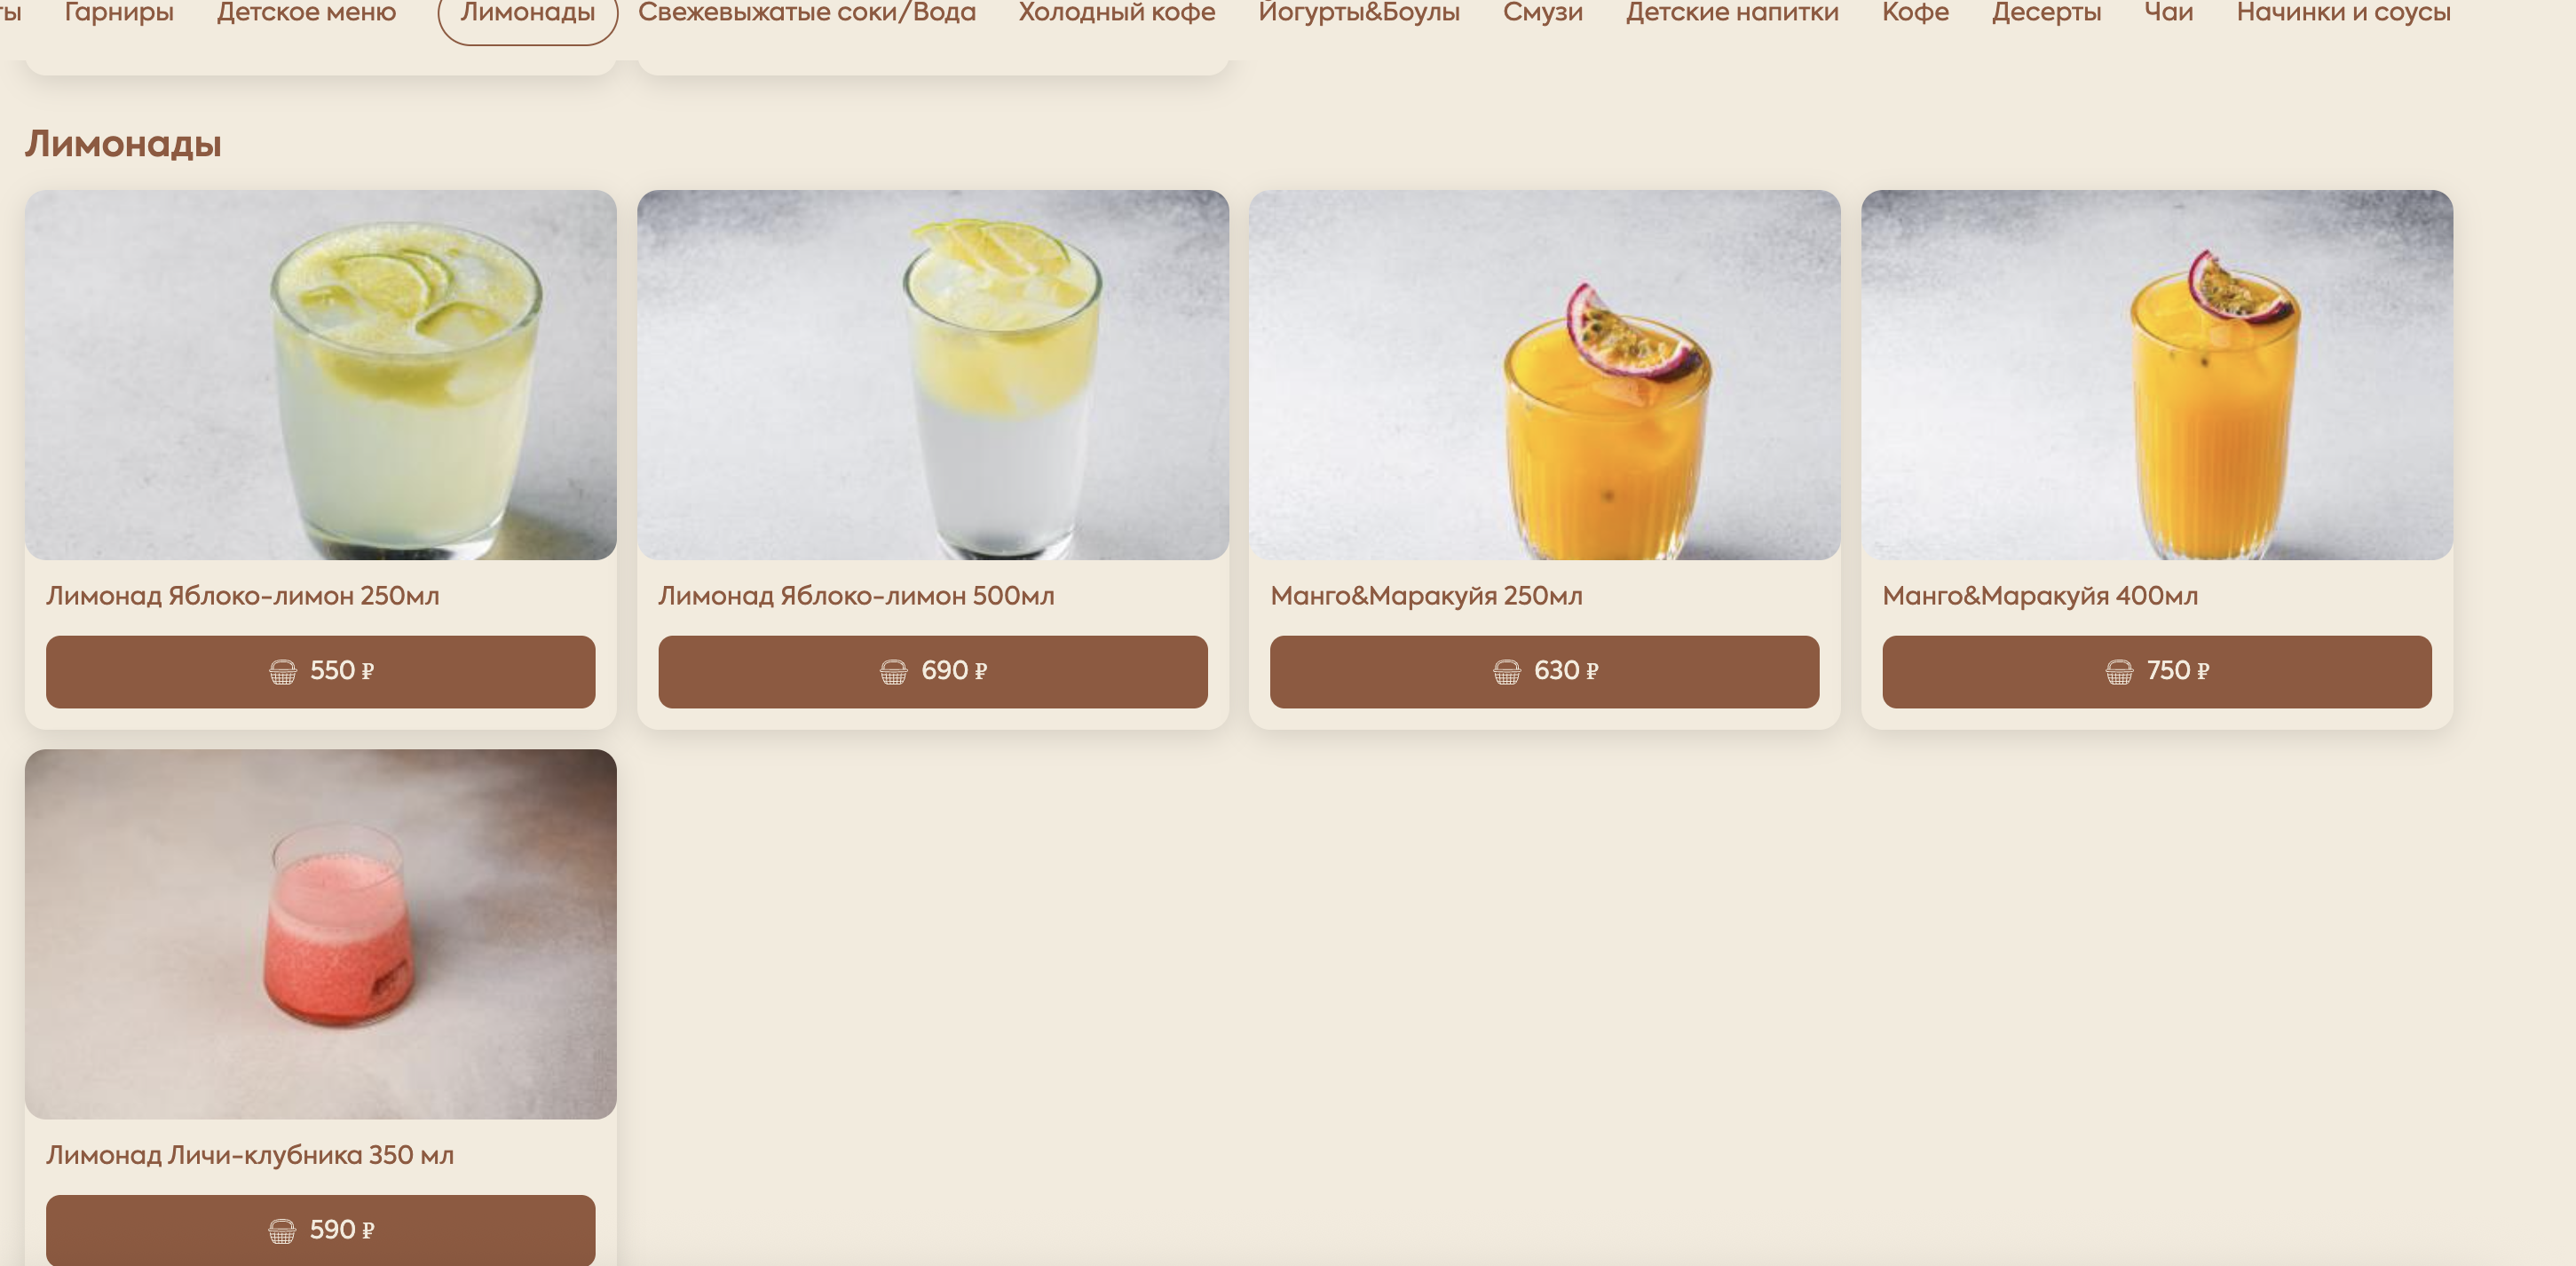 Гарниры Детское меню Лимонады Свежевыжатые соки/Вода Холодный кофе Йогурты&Боулы Смузи Детские напитки Кофе Десерты Чаи Начинки и соусы
Лимонады
Лимонад Яблоко-лимон 250мл
550 ₽
Лимонад Яблоко-лимон 500мл
690 ₽
Манго&Маракуйя 250мл
630 ₽
Манго&Маракуйя 400мл
750 ₽
Лимонад Личи-клубника 350 мл
590 ₽